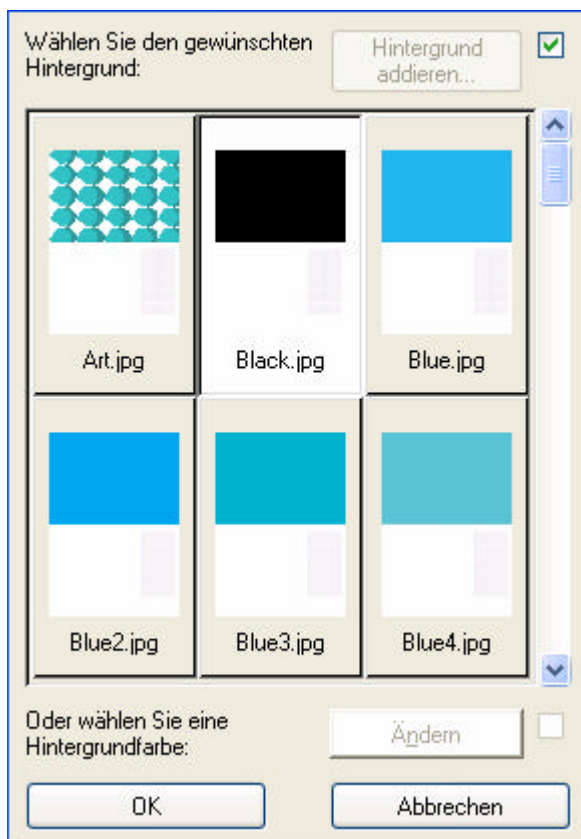 Wählen Sie den gewünschten
Hintergrund:
Hintergrund
addieren...
Art.jpg
Black.jpg
Blue.jpg
Blue2.jpg
Blue3.jpg
Blue4.jpg
Oder wählen Sie eine
Hintergrundfarbe:
Ändern
OK
Abbrechen